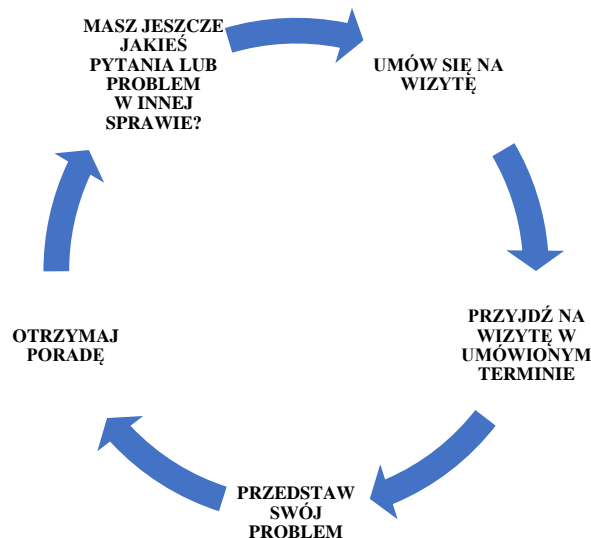 MASZ JESZCZE
JAKIEŚ
PYTANIA LUB
PROBLEM
W INNEJ
SPRAWIE?
UMÓW SIĘ NA
WIZYTĘ
PRZYJDŹ NA
WIZYTĘ W
UMÓWIONYM
TERMINIE
PRZEDSTAW
SWÓJ
PROBLEM
OTRZYMAJ
PORADĘ